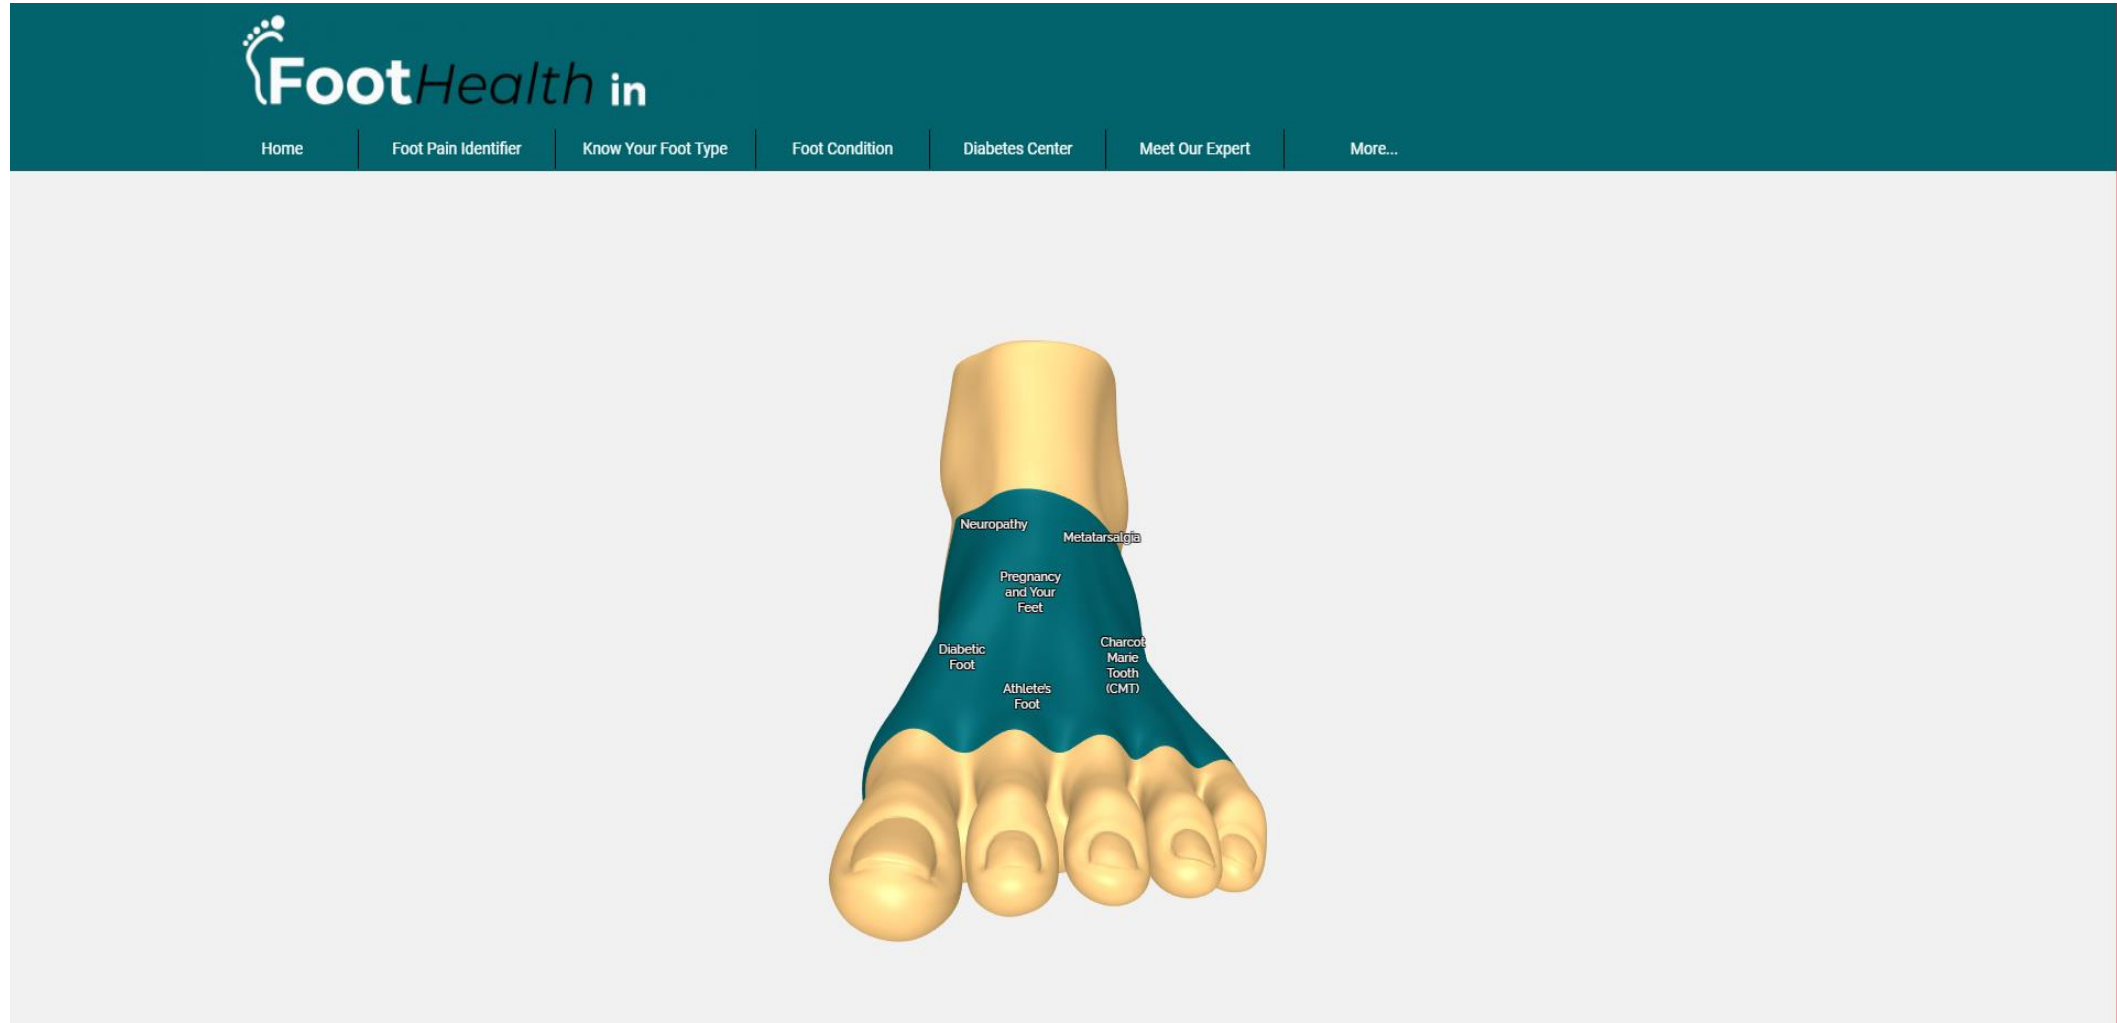 FootHealth in
Home
Foot Pain Identifier
Know Your Foot Type
Foot Condition
Diabetes Center
Meet Our Expert
More...
Neuropathy
Metatarsalgia
Pregnancy
and Your
Feet
Diabetic
Foot
Charcot
Marie
Tooth
(CMT)
Athlete's
Foot